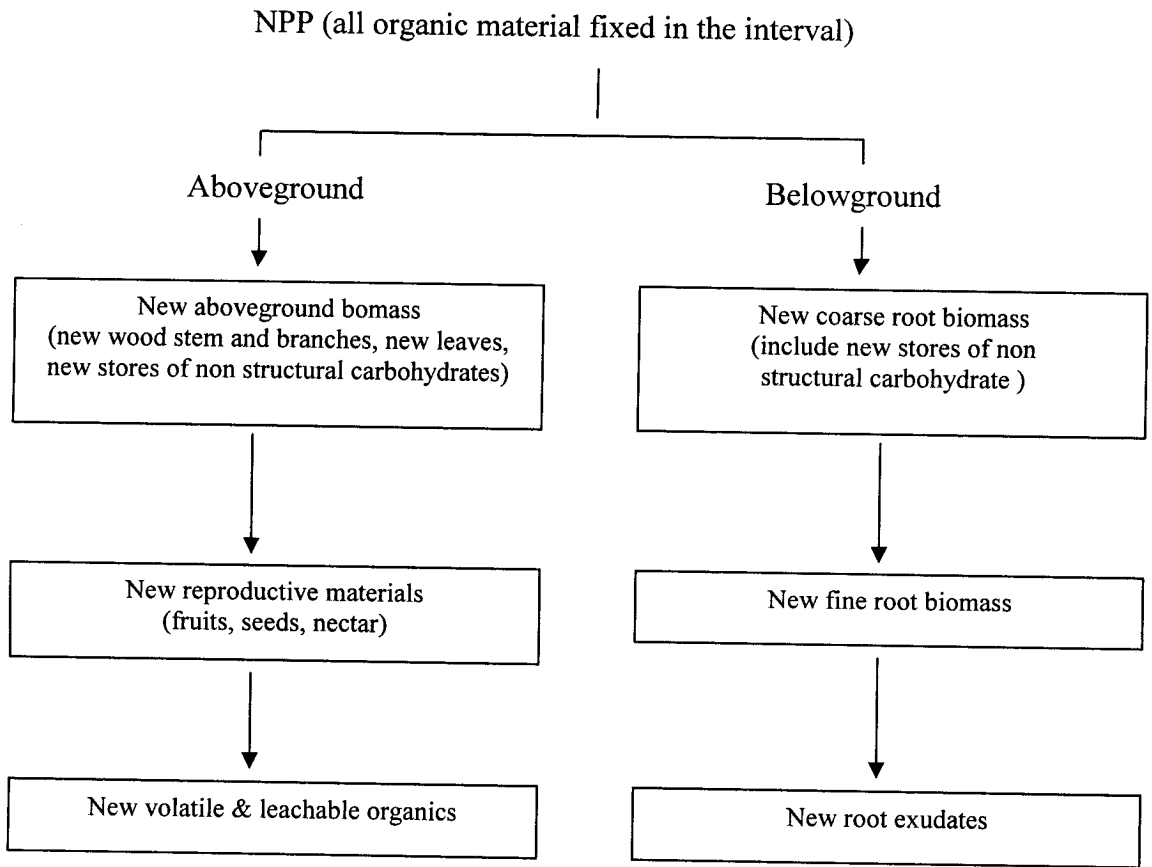 NPP (all organic material fixed in the interval)
Aboveground
Belowground
New aboveground bomass
(new wood stem and branches, new leaves,
new stores of non structural carbohydrates)
New coarse root biomass
(include new stores of non
structural carbohydrate )
New reproductive materials
(fruits, seeds, nectar)
New fine root biomass
New volatile & leachable organics
New root exudates